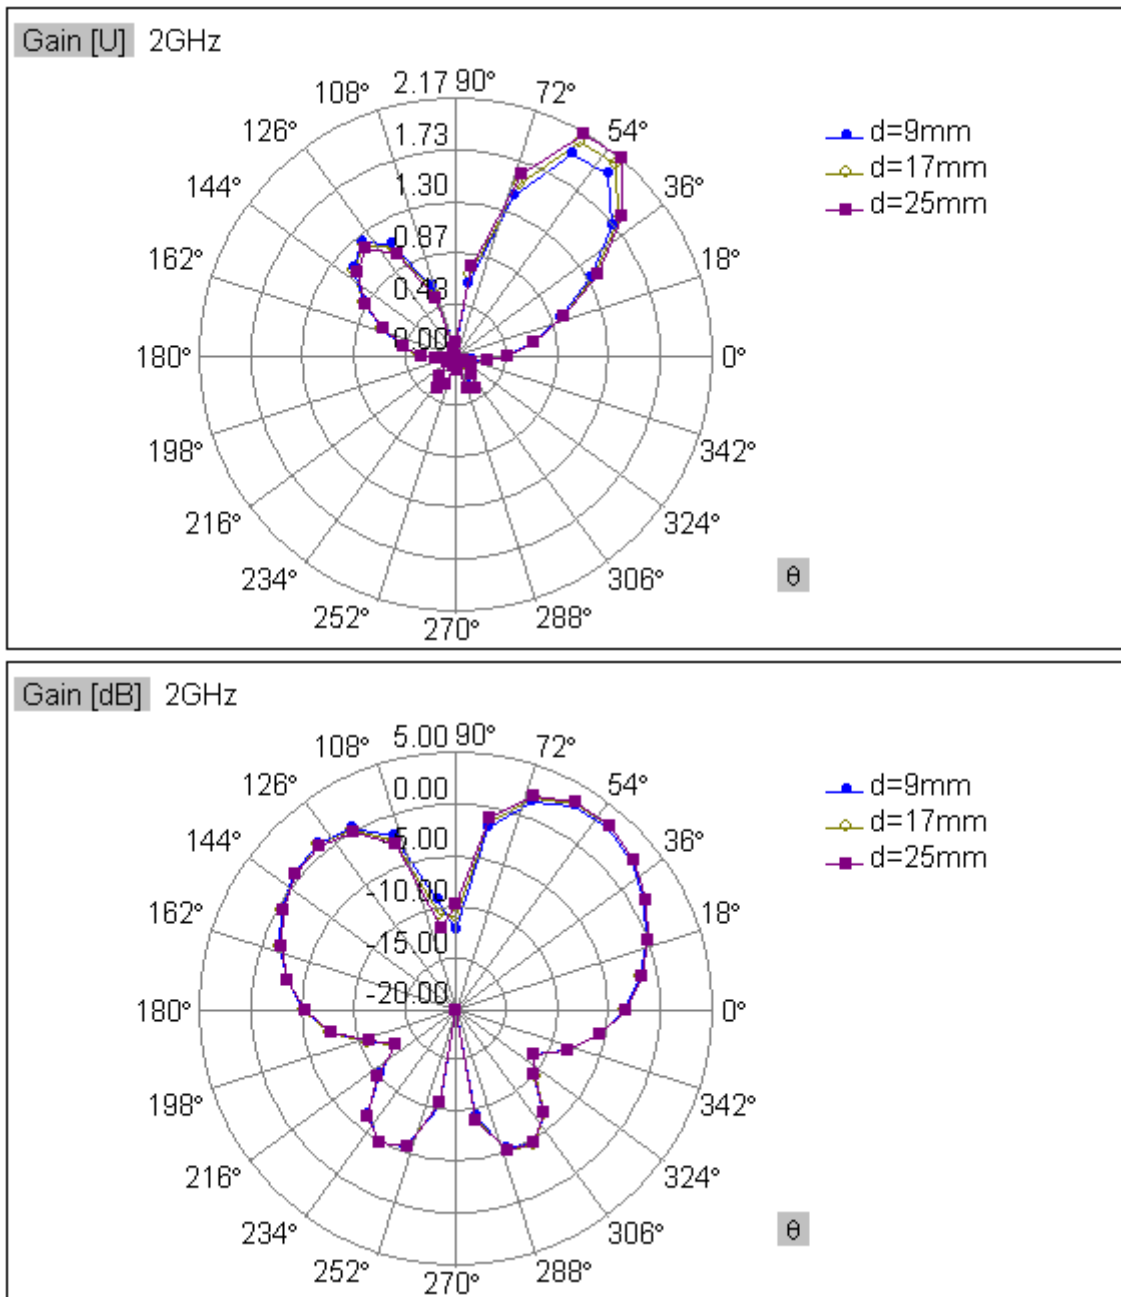 Gain [U] 2GHz
108° 2.17 90° 72°
126° 1.73 54°
144° 1.30 36°
162° 0.87 18°
0.43
180° 0.00 0°
198° 342°
216° 324°
234° 306°
252° 270° 288°
d=9mm
d=17mm
d=25mm
θ
Gain [dB] 2GHz
108° 5.00 90° 72°
126° 0.00 54°
144° -5.00 36°
162° -10.00 18°
-15.00
180° -20.00 0°
198° 342°
216° 324°
234° 306°
252° 270° 288°
d=9mm
d=17mm
d=25mm
θ